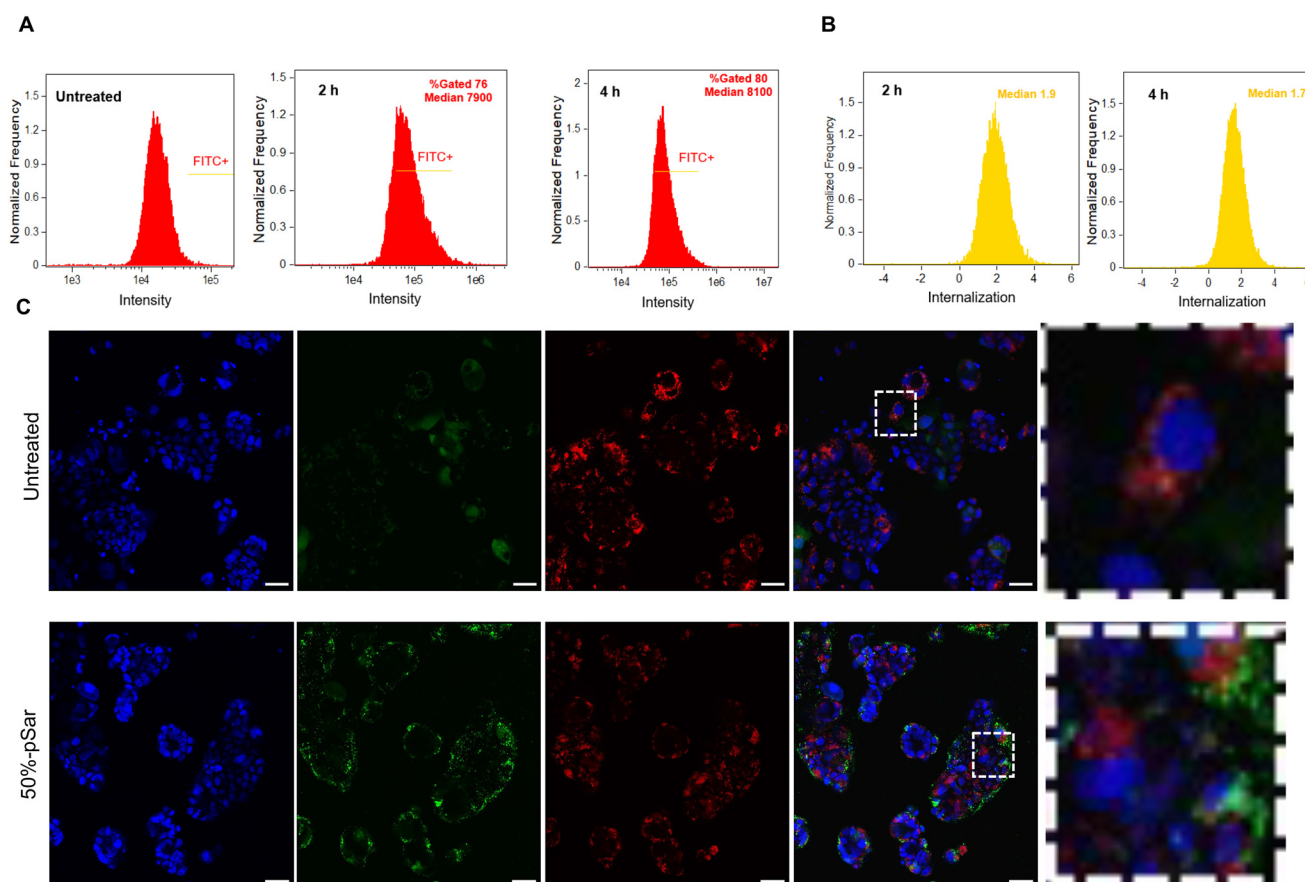 A
B
Untreated
FITC+
Normalized Frequency
1.5
1.2
0.9
0.6
0.3
0
1e3
1e4
1e5
Intensity
2 h
%Gated 76
Median 7900
FITC+
Normalized Frequency
1.5
1.2
0.9
0.6
0.3
0
1e4
1e5
1e6
Intensity
4 h
%Gated 80
Median 8100
FITC+
Normalized Frequency
2
1.5
1
0.5
0
1e4
1e5
1e6
1e7
Intensity
2 h
Median 1.9
Normalized Frequency
1.5
1.2
0.9
0.6
0.3
0
-4
-2
0
2
4
6
Internalization
4 h
Median 1.7
Normalized Frequency
1.5
1.2
0.9
0.6
0.3
0
-4
-2
0
2
4
Internalization
C
Untreated
50%-pSar